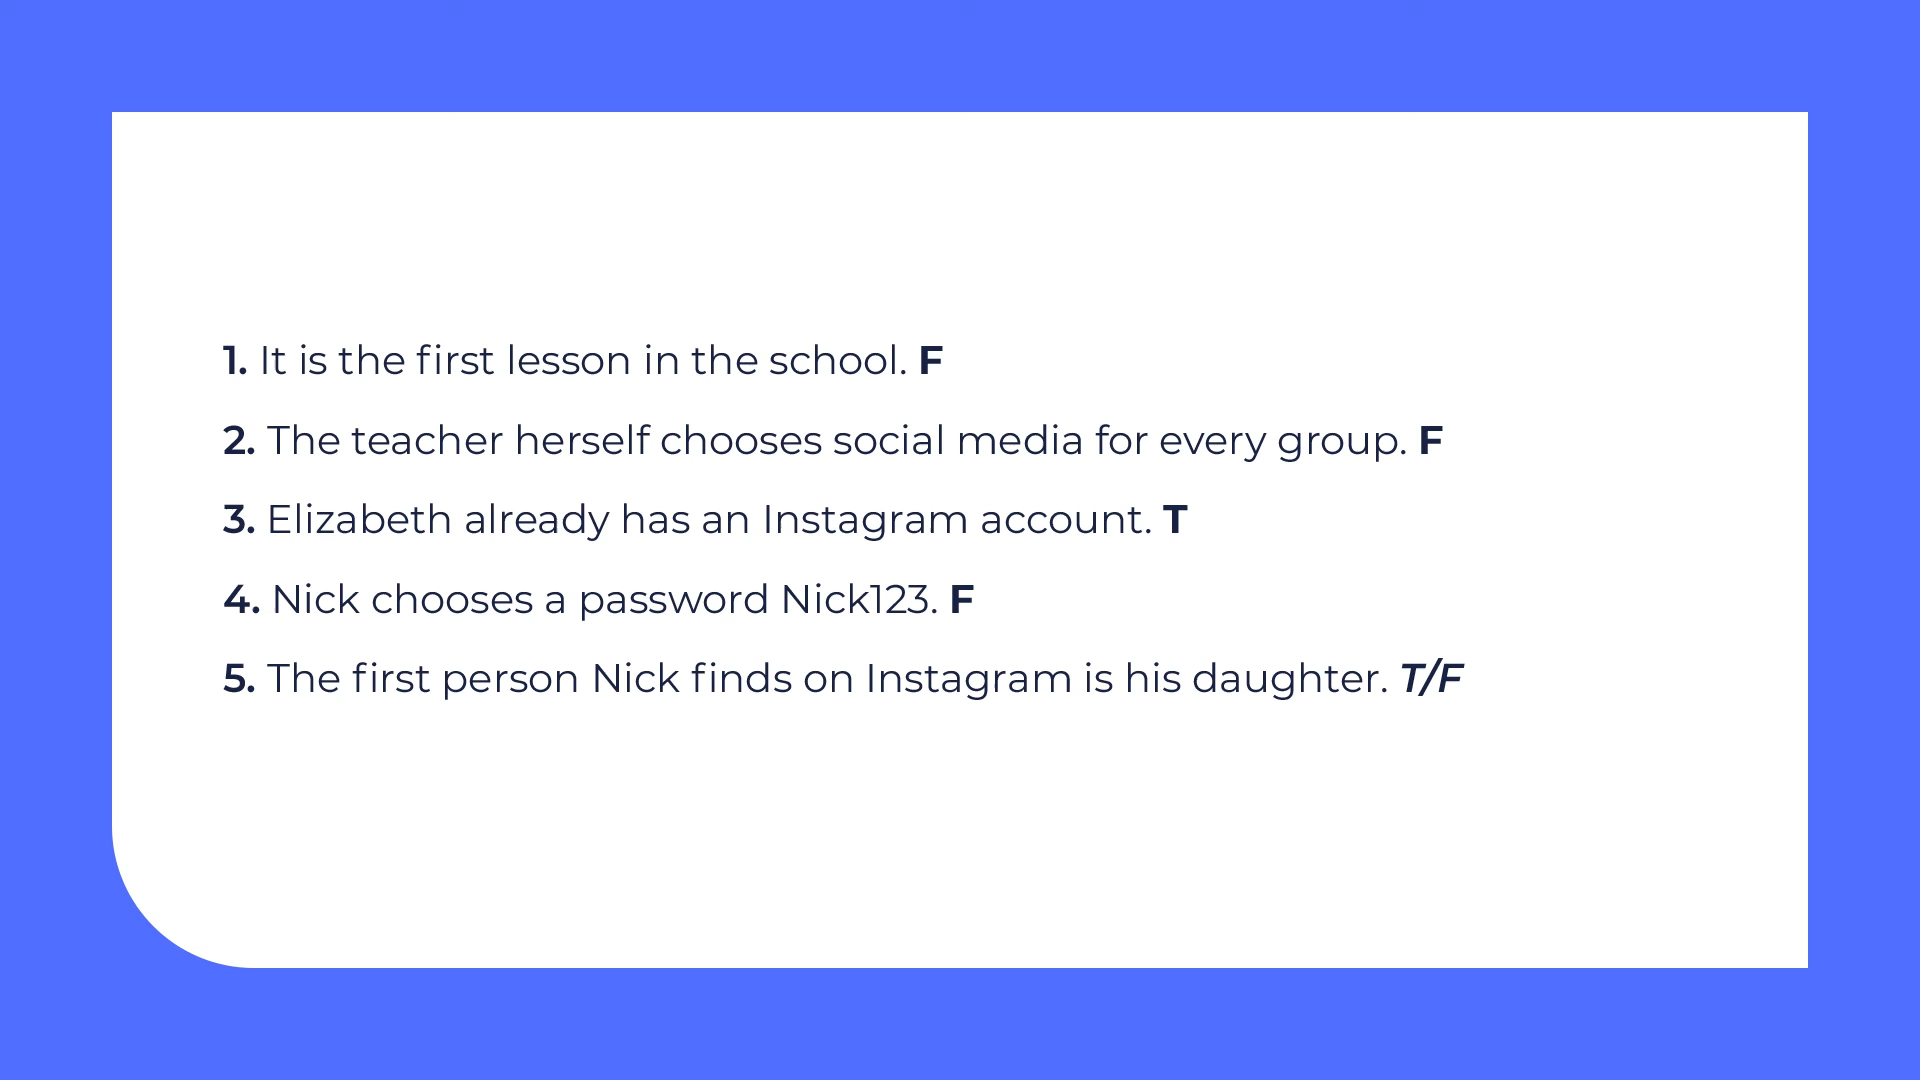 1. It is the first lesson in the school. F
2. The teacher herself chooses social media for every group. F
3. Elizabeth already has an Instagram account. T
4. Nick chooses a password Nick123. F
5. The first person Nick finds on Instagram is his daughter. T/F